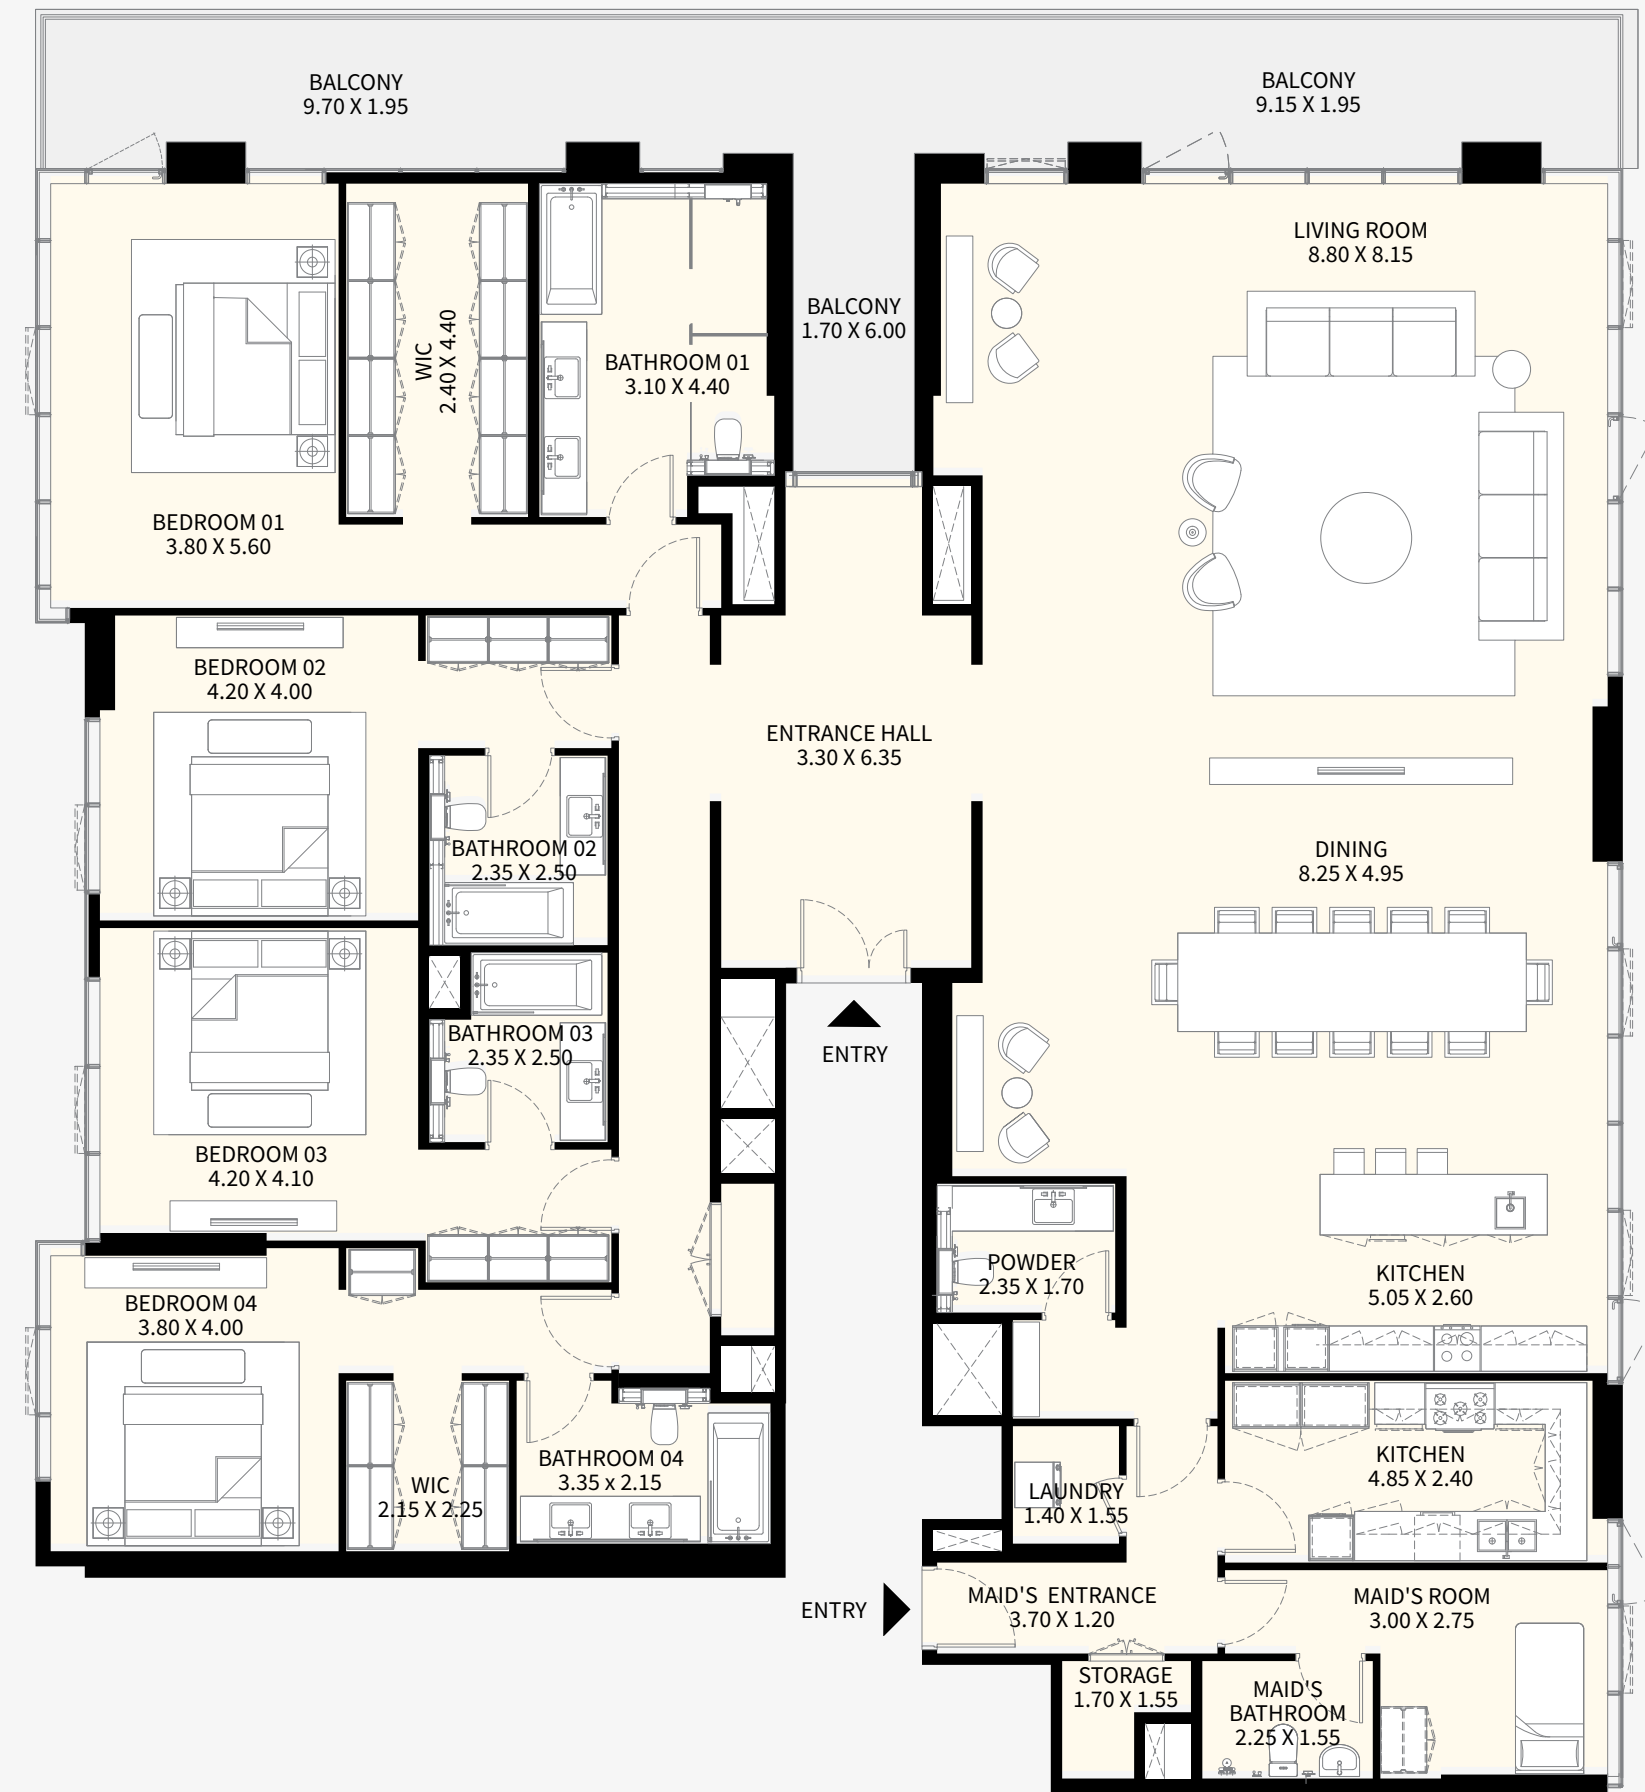 BALCONY
9.70 X 1.95
BALCONY
9.15 X 1.95
LIVING ROOM
8.80 X 8.15
BALCONY
1.70 X 6.00
WIC
2.40 X 4.40
BATHROOM 01
3.10 X 4.40
BEDROOM 01
3.80 X 5.60
BEDROOM 02
4.20 X 4.00
ENTRANCE HALL
3.30 X 6.35
BATHROOM 02
2.35 X 2.50
DINING
8.25 X 4.95
BATHROOM 03
2.35 X 2.50
ENTRY
BEDROOM 03
4.20 X 4.10
POWDER
2.35 X 1.70
KITCHEN
5.05 X 2.60
BEDROOM 04
3.80 X 4.00
BATHROOM 04
3.35 x 2.15
WIC
2.15 X 2.25
KITCHEN
4.85 X 2.40
LAUNDRY
1.40 X 1.55
ENTRY
MAID'S ENTRANCE
3.70 X 1.20
MAID'S ROOM
3.00 X 2.75
STORAGE
1.70 X 1.55
MAID'S
BATHROOM
2.25 X 1.55